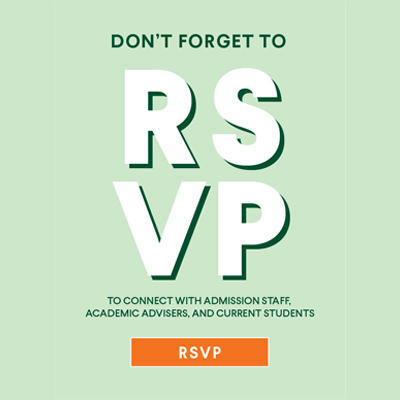 DON'T FORGET TO
RS
VP
TO CONNECT WITH ADMISSION STAFF,
ACADEMIC ADVISERS, AND CURRENT STUDENTS
RSVP